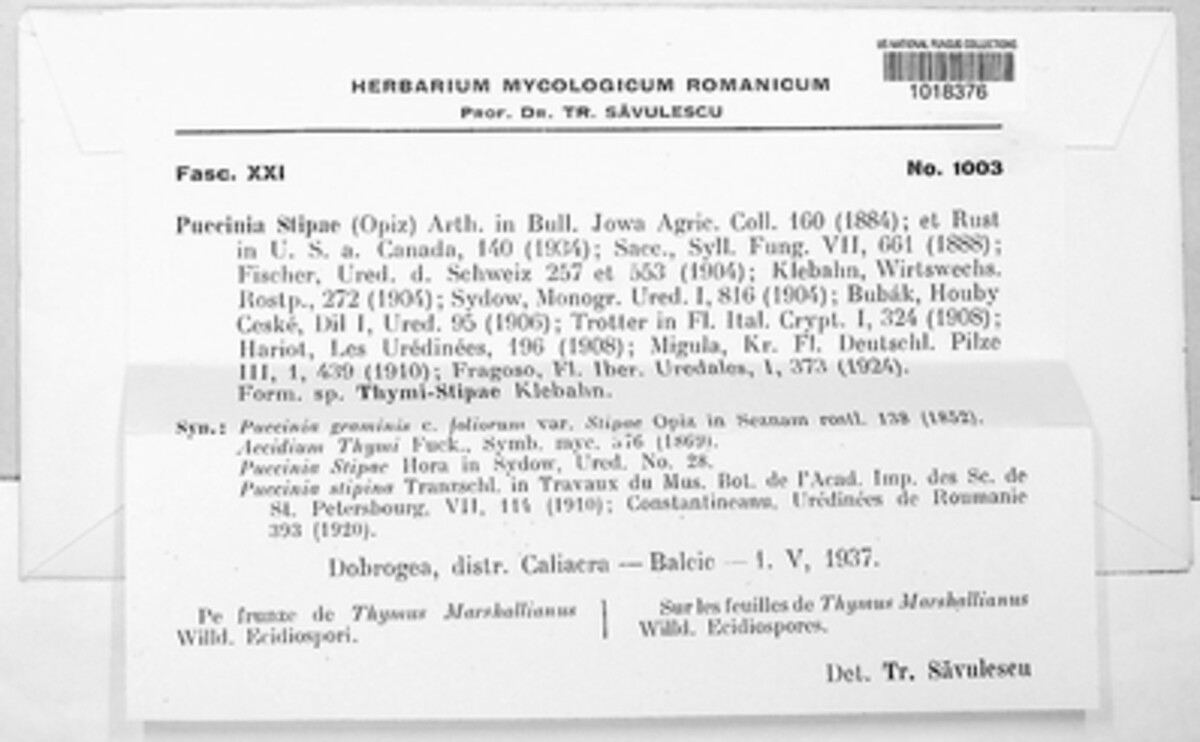 US NATIONAL FUNGUS COLLECTIONS
1018376
HERBARIUM MYCOLOGICUM ROMANICUM
PROF. DR. TR. SĂVULESCU
Fasc. XXI
No. 1003
Puccinia Stipae (Opiz) Arth. in Bull. Jowa Agric. Coll. 160 (1884); et Rust
in U. S. a. Canada, 140 (1934); Sacc., Syll. Fung. VII, 661 (1888);
Fischer, Ured. d. Schweiz 257 et 553 (1904); Klebahn, Wirtswechs.
Rostp., 272 (1904); Sydow, Monogr. Ured. I, 816 (1904); Bubák, Houby
Ceské, Dil I, Ured. 95 (1906); Trotter in Fl. Ital. Crypt. I, 324 (1908);
Hariot, Les Urédinées, 196 (1908); Migula, Kr. Fl. Deutschl. Pilze
III, 1, 439 (1910); Fragoso, Fl. Iber. Uredales, I, 373 (1924).
Form. sp. Thymi-Stipae Klebahn.
Syn.: Puccinia graminis c. foliorum var. Stipae Opiz in Seznam rostl. 138 (1852).
Aecidium Thymi Fuck., Symb. myc. 376 (1869).
Puccinia Stipae Hora in Sydow, Ured. No. 28.
Puccinia stipina Tranzschl. in Travaux du Mus. Bot. de l'Acad. Imp. des Sc. de
St. Petersbourg. VII, 114 (1910); Constantineanu, Urédinées de Roumanie
393 (1920).
Dobrogea, distr. Caliacra — Balcic — 1. V, 1937.
Pe frunze de Thymus Marshallianus
Willd. Ecidiospori.
Sur les feuilles de Thymus Marshallianus
Willd. Ecidiospores.
Det. Tr. Săvulescu